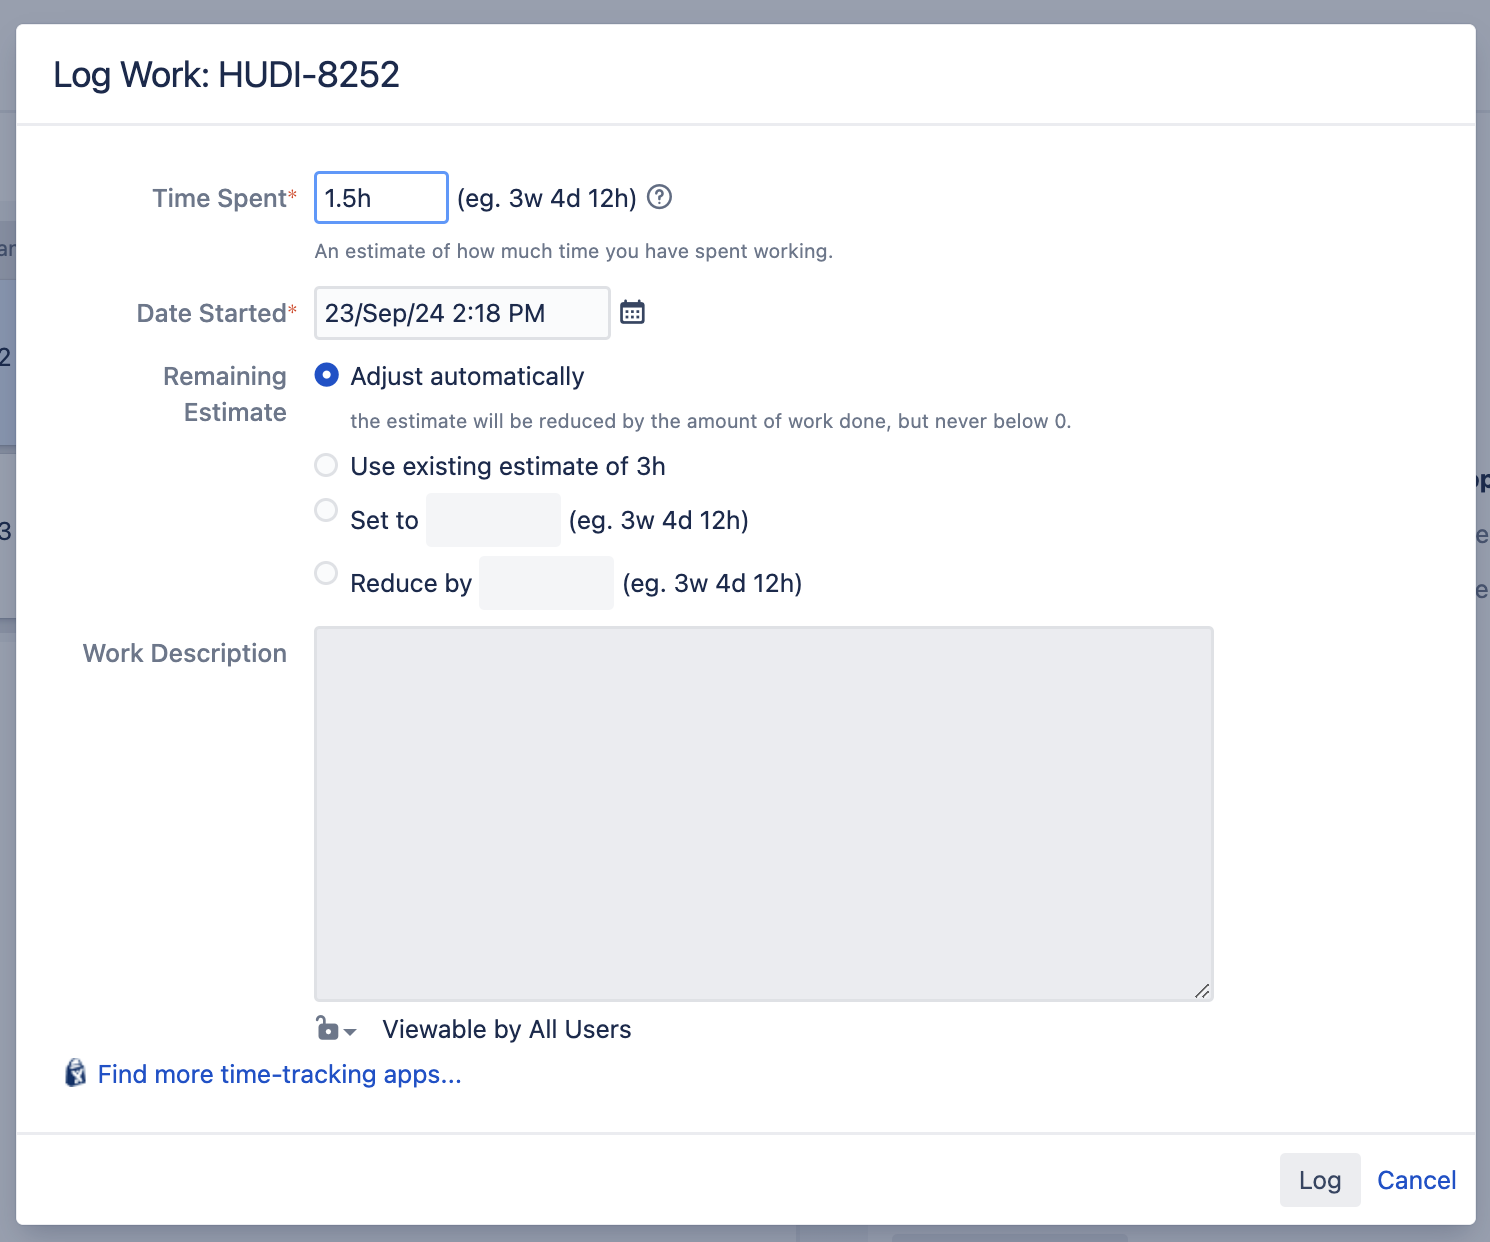 Log Work: HUDI-8252
Time Spent* 1.5h (eg. 3w 4d 12h)
An estimate of how much time you have spent working.
Date Started* 23/Sep/24 2:18 PM
Remaining Estimate
Adjust automatically
the estimate will be reduced by the amount of work done, but never below 0.
Use existing estimate of 3h
Set to (eg. 3w 4d 12h)
Reduce by (eg. 3w 4d 12h)
Work Description
Viewable by All Users
Find more time-tracking apps...
Log Cancel